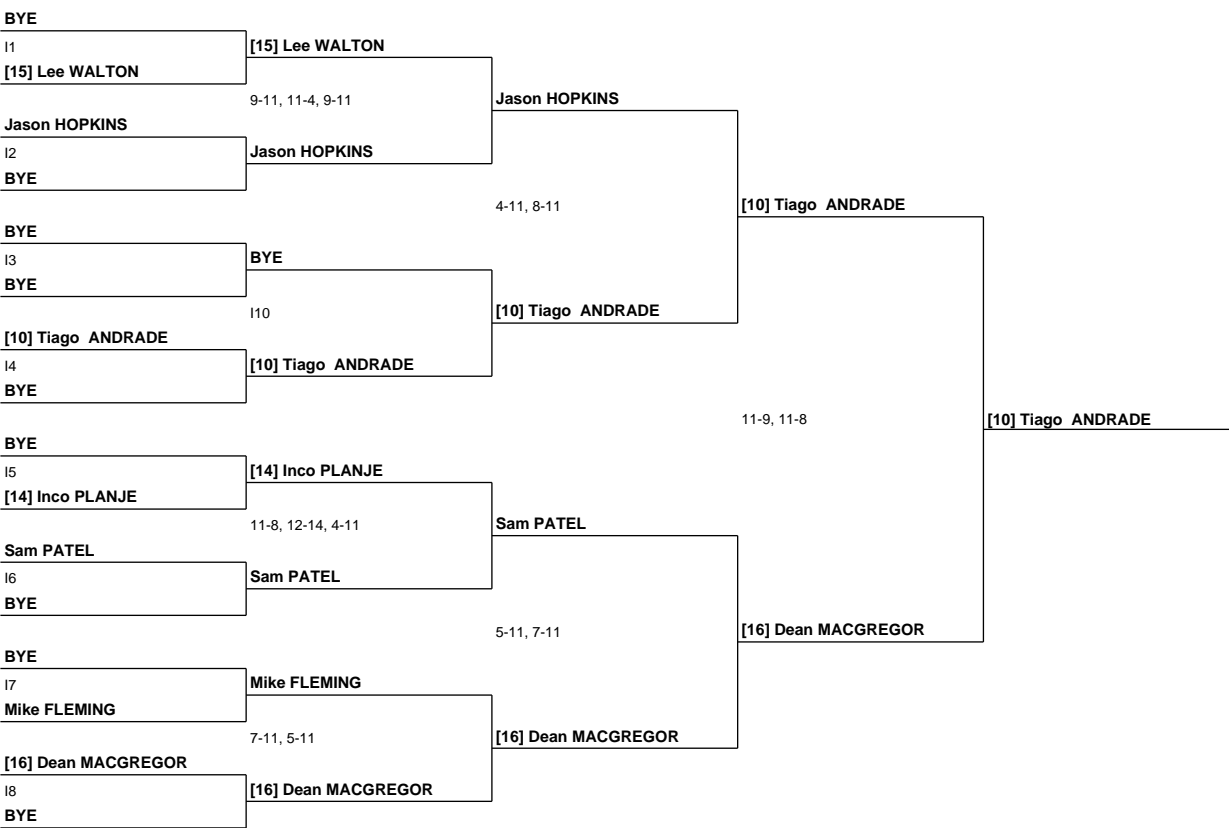 BYE
I1
[15] Lee WALTON
[15] Lee WALTON
9-11, 11-4, 9-11
Jason HOPKINS
Jason HOPKINS
I2
Jason HOPKINS
BYE
4-11, 8-11
[10] Tiago  ANDRADE
BYE
I3
BYE
BYE
I10
[10] Tiago  ANDRADE
[10] Tiago  ANDRADE
I4
[10] Tiago  ANDRADE
BYE
11-9, 11-8
[10] Tiago  ANDRADE
BYE
I5
[14] Inco PLANJE
[14] Inco PLANJE
11-8, 12-14, 4-11
Sam PATEL
Sam PATEL
I6
Sam PATEL
BYE
5-11, 7-11
[16] Dean MACGREGOR
BYE
I7
Mike FLEMING
Mike FLEMING
7-11, 5-11
[16] Dean MACGREGOR
[16] Dean MACGREGOR
I8
[16] Dean MACGREGOR
BYE